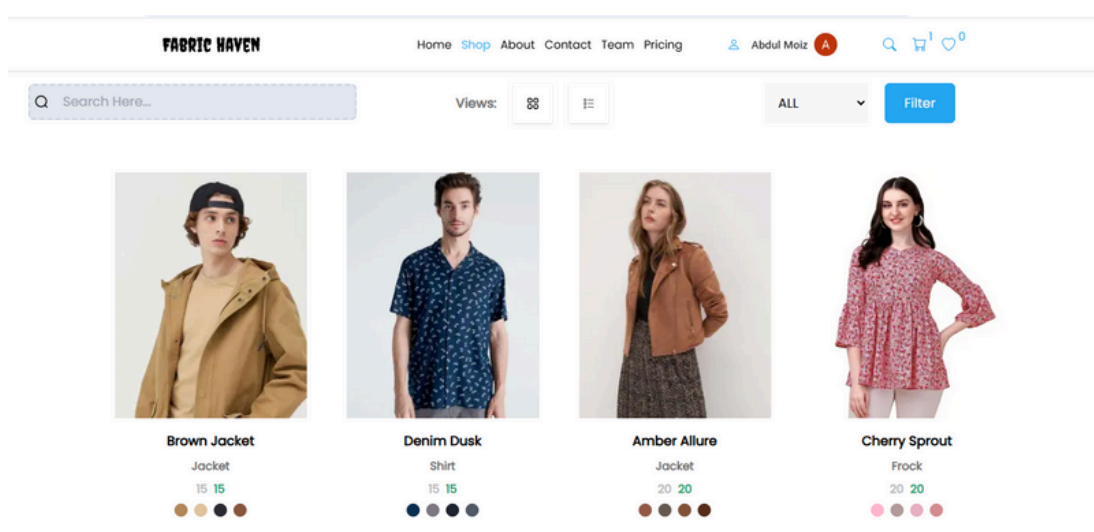 FABRIC HAVEN
Home Shop About Contact Team Pricing
Abdul Moiz A
1 0
Search Here...
Views:
ALL
Filter
Brown Jacket
Jacket
15 15
Denim Dusk
Shirt
15 15
Amber Allure
Jacket
20 20
Cherry Sprout
Frock
20 20